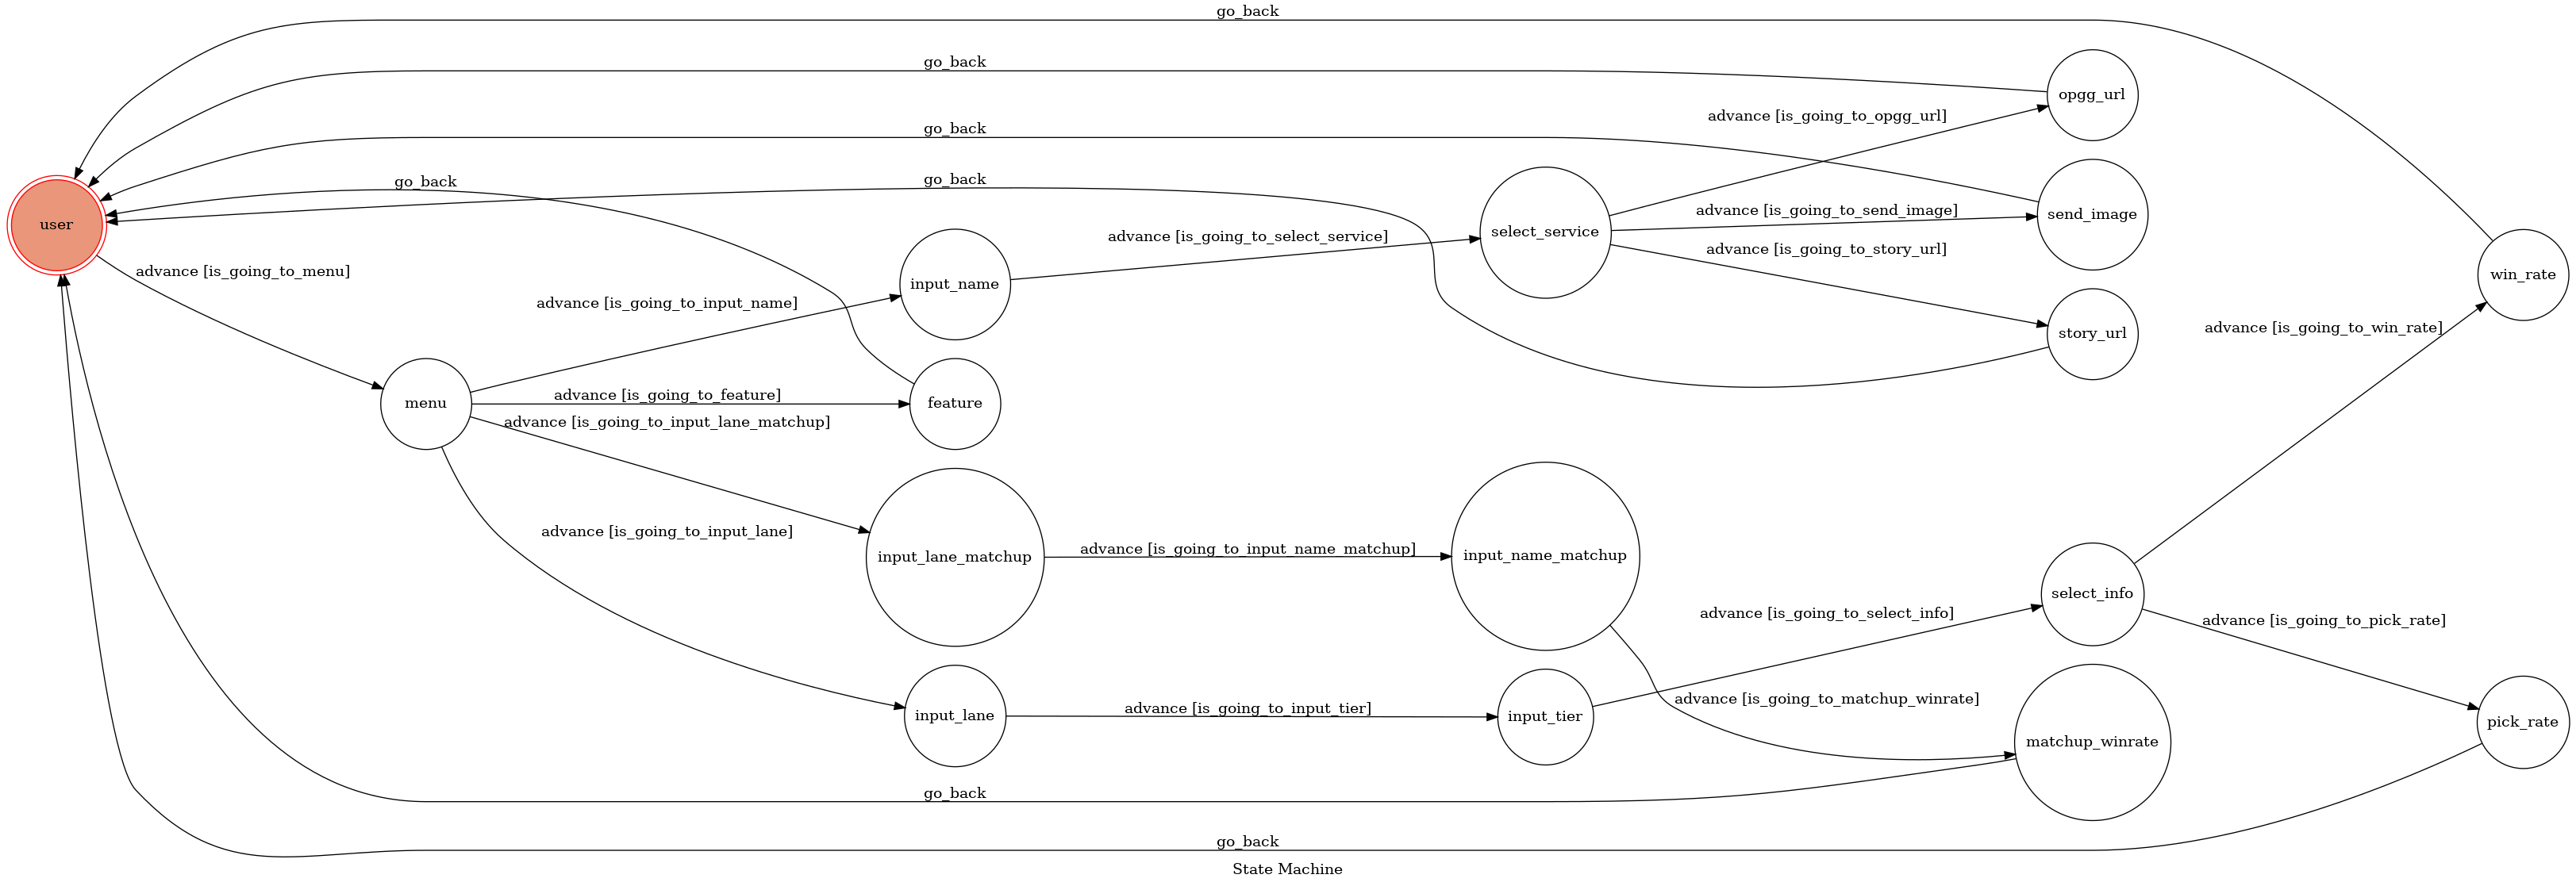 go_back
go_back
opgg_url
advance [is_going_to_opgg_url]
go_back
go_back
go_back
user
advance [is_going_to_send_image]
send_image
select_service
advance [is_going_to_select_service]
advance [is_going_to_story_url]
advance [is_going_to_menu]
win_rate
input_name
advance [is_going_to_input_name]
advance [is_going_to_win_rate]
story_url
menu
advance [is_going_to_feature]
feature
advance [is_going_to_input_lane_matchup]
advance [is_going_to_input_lane]
input_lane_matchup
advance [is_going_to_input_name_matchup]
input_name_matchup
select_info
advance [is_going_to_select_info]
advance [is_going_to_pick_rate]
advance [is_going_to_matchup_winrate]
input_lane
advance [is_going_to_input_tier]
input_tier
pick_rate
matchup_winrate
go_back
go_back
State Machine